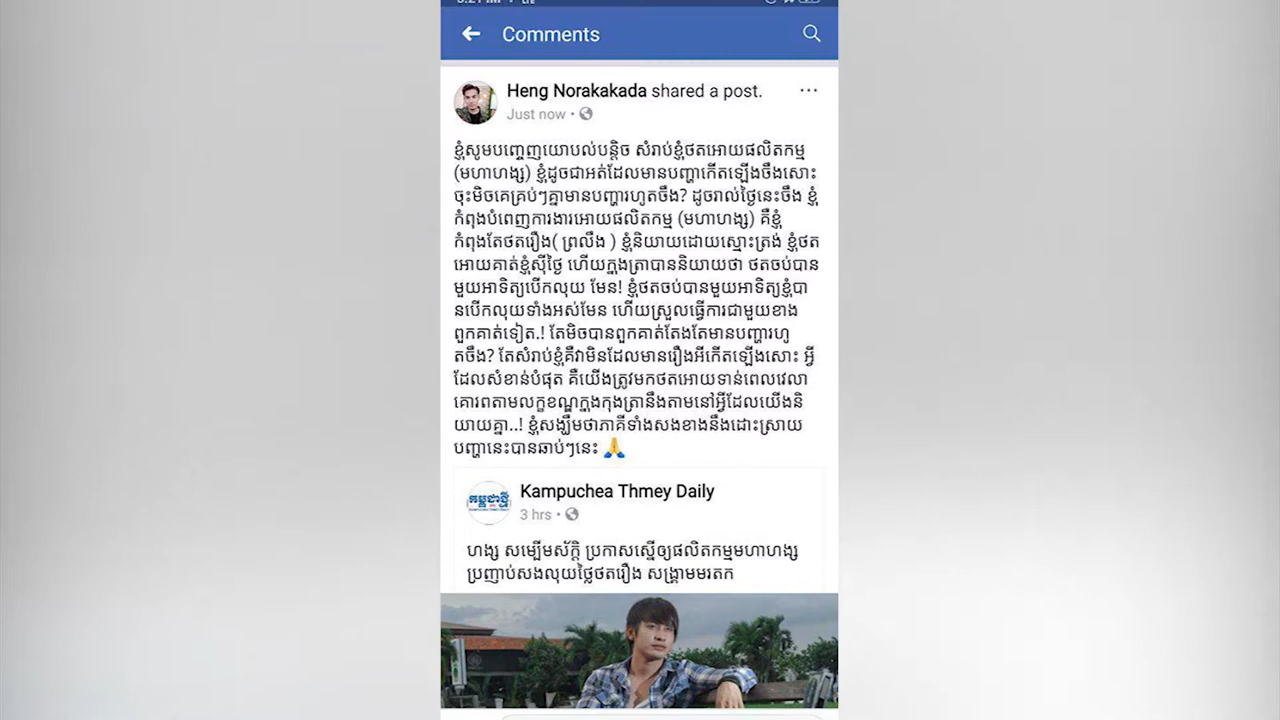 Comments
Heng Norakakada shared a post.
Just now
ខ្ញុំសូមបញ្ចេញយោបល់បន្តិច សំរាប់ខ្ញុំថតអោយផលិតកម្ម
(មហាហង្ស) ខ្ញុំដូចជាអត់ដែលមានបញ្ហាកើតឡើងចឹងសោះ
ចុះមិចគេគ្រប់ៗគ្នាមានបញ្ហារហូតចឹង? ដូចរាល់ថ្ងៃនេះចឹង ខ្ញុំ
កំពុងបំពេញការងារអោយផលិតកម្ម (មហាហង្ស) គឺខ្ញុំ
កំពុងតែថតរឿង( ព្រលឹង ) ខ្ញុំនិយាយដោយស្មោះត្រង់ ខ្ញុំថត
អោយគាត់ខ្ញុំស៊ីថ្ងៃ ហើយក្នុងត្រាបាននិយាយថា ថតចប់បាន
មួយអាទិត្យបើកលុយ មែន! ខ្ញុំថតចប់បានមួយអាទិត្យខ្ញុំបា
នបើកលុយទាំងអស់មែន ហើយស្រួលធ្វើការជាមួយខាង
ពួកគាត់ទៀត.! តែមិចបានពួកគាត់តែងតែមានបញ្ហារហូ
តចឹង? តែសំរាប់ខ្ញុំគឺវាមិនដែលមានរឿងអីកើតឡើងសោះ អ្វី
ដែលសំខាន់បំផុត គឺយើងត្រូវមកថតអោយទាន់ពេលវេលា
គោរពតាមលក្ខខណ្ឌក្នុងកុងត្រានឹងតាមនៅអ្វីដែលយើងនិ
យាយគ្នា..! ខ្ញុំសង្ឃឹមថាភាគីទាំងសងខាងនឹងដោះស្រាយ
បញ្ហានេះបានឆាប់ៗនេះ 🙏
Kampuchea Thmey Daily
3 hrs
ហង្ស សម្បើមស័ក្តិ ប្រកាសស្នើឲ្យផលិតកម្មមហាហង្ស
ប្រញាប់សងលុយថ្លៃថតរឿង សង្គ្រាមមរតក